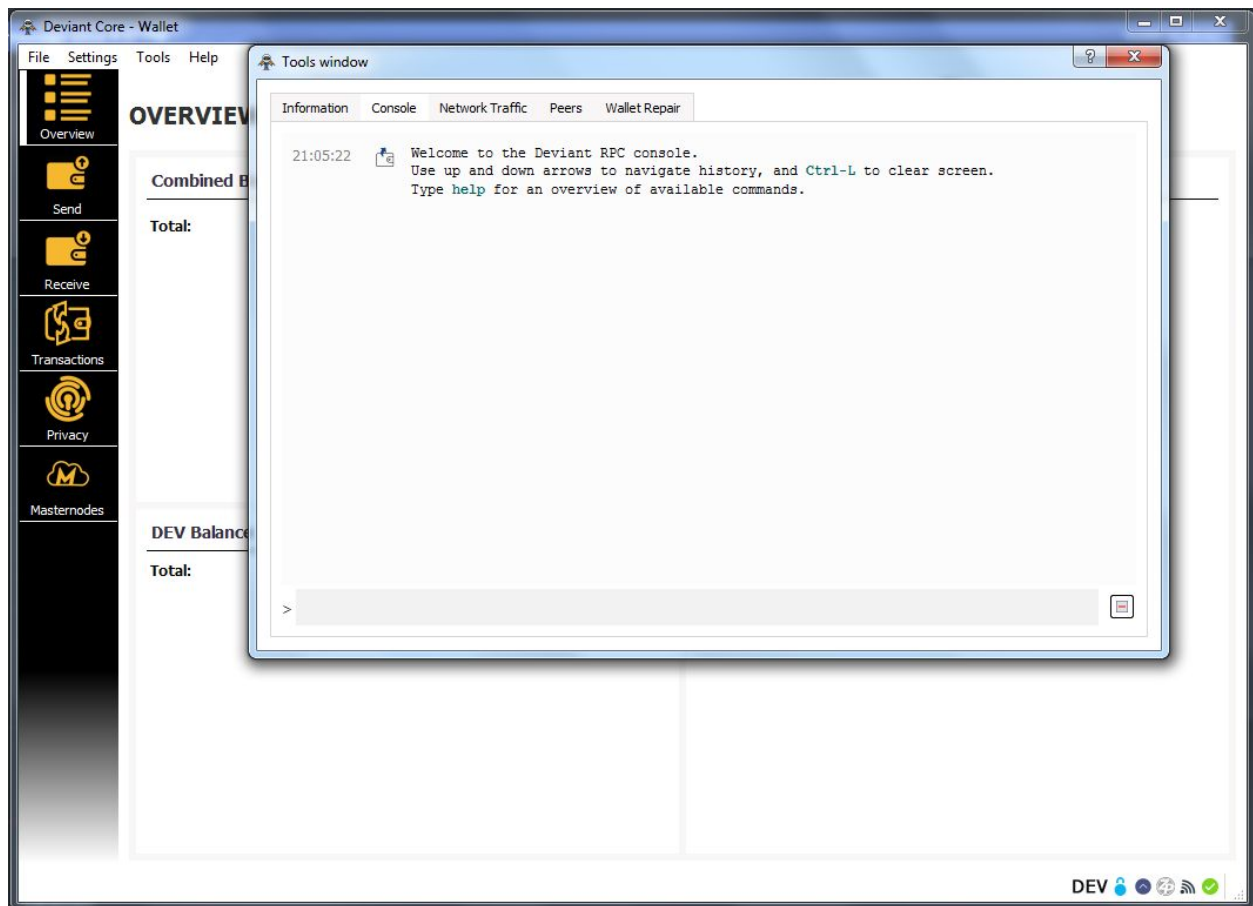 Deviant Core - Wallet
File Settings Tools Help
Tools window
Overview
Send
Receive
Transactions
Privacy
Masternodes
OVERVIEW
Combined B
Total:
DEV Balance
Total:
Information Console Network Traffic Peers Wallet Repair
21:05:22
Welcome to the Deviant RPC console.
Use up and down arrows to navigate history, and Ctrl-L to clear screen.
Type help for an overview of available commands.
>
DEV